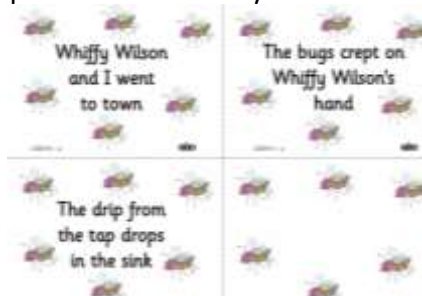 Whiffy Wilson
and I went
to town
The bugs crept on
Whiffy Wilson's
hand
The drip from
the tap drops
in the sink